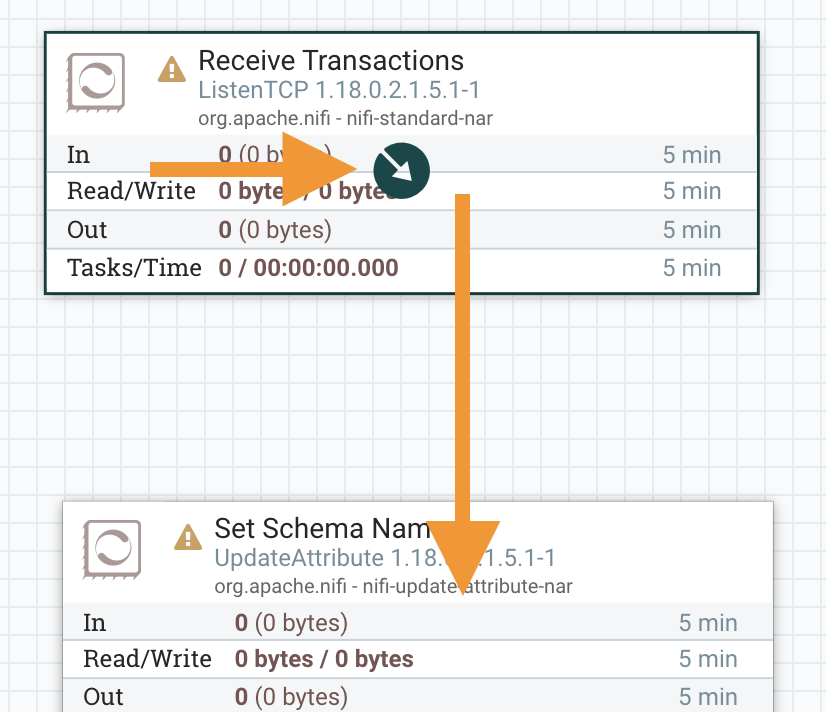 Receive Transactions
ListenTCP 1.18.0.2.1.5.1-1
org.apache.nifi - nifi-standard-nar
In 0 (0 by 5 min
Read/Write 0 bytes / 0 bytes 5 min
Out 0 (0 bytes) 5 min
Tasks/Time 0 / 00:00:00.000 5 min
Set Schema Nam
UpdateAttribute 1.18. .1.5.1-1
org.apache.nifi - nifi-update-attribute-nar
In 0 (0 bytes) 5 min
Read/Write 0 bytes / 0 bytes 5 min
Out 0 (0 bytes) 5 min